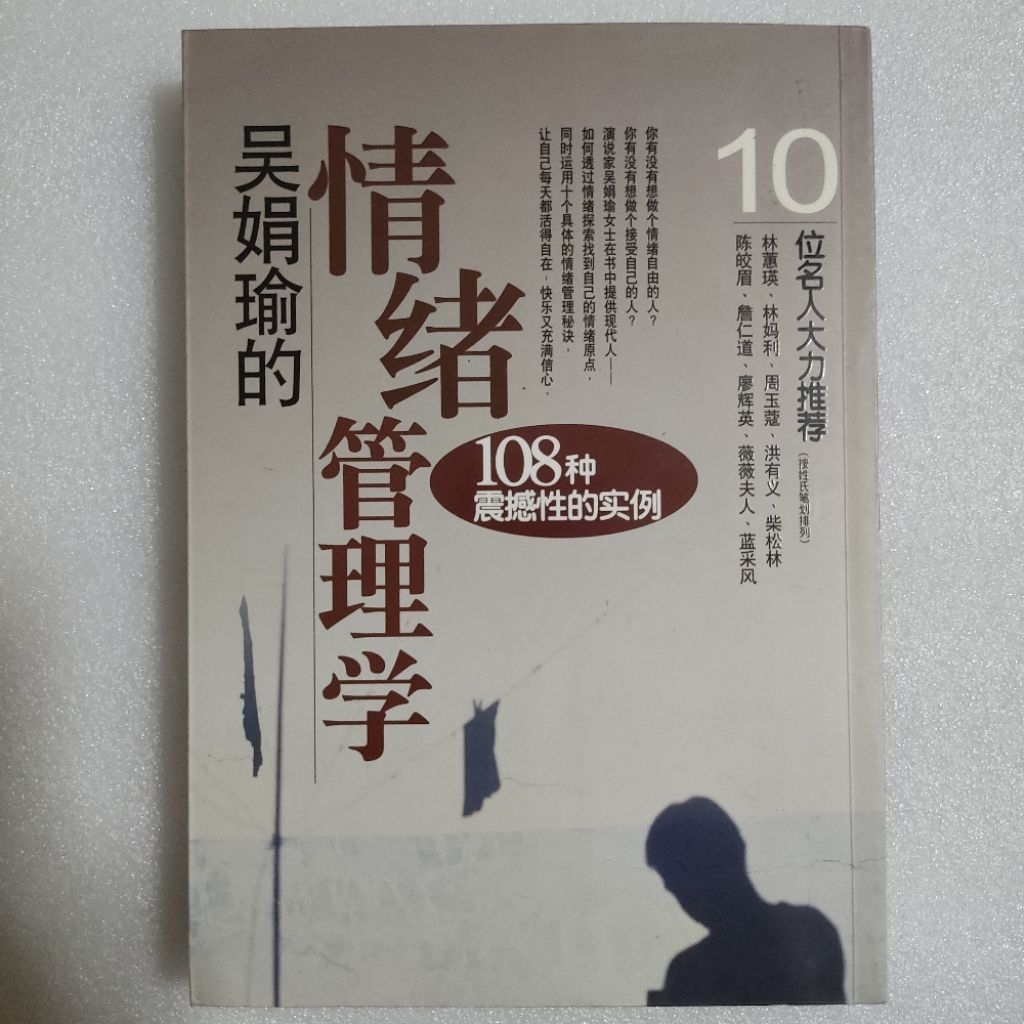 10
位名人大力推荐
(按姓氏笔划排列)
林蕙瑛、林妈利、周玉蔻、洪有义、柴松林
陈皎眉、詹仁道、廖辉英、薇薇夫人、蓝采风
你有没有想做个情绪自由的人？
你有没有想做个接受自己的人？
演说家吴娟瑜女士在书中提供现代人——
如何透过情绪探索找到自己的情绪原点，
同时运用十个具体的情绪管理秘诀，
让自己每天都活得自在，快乐又充满信心。
情绪管理学
吴娟瑜的
108种
震撼性的实例